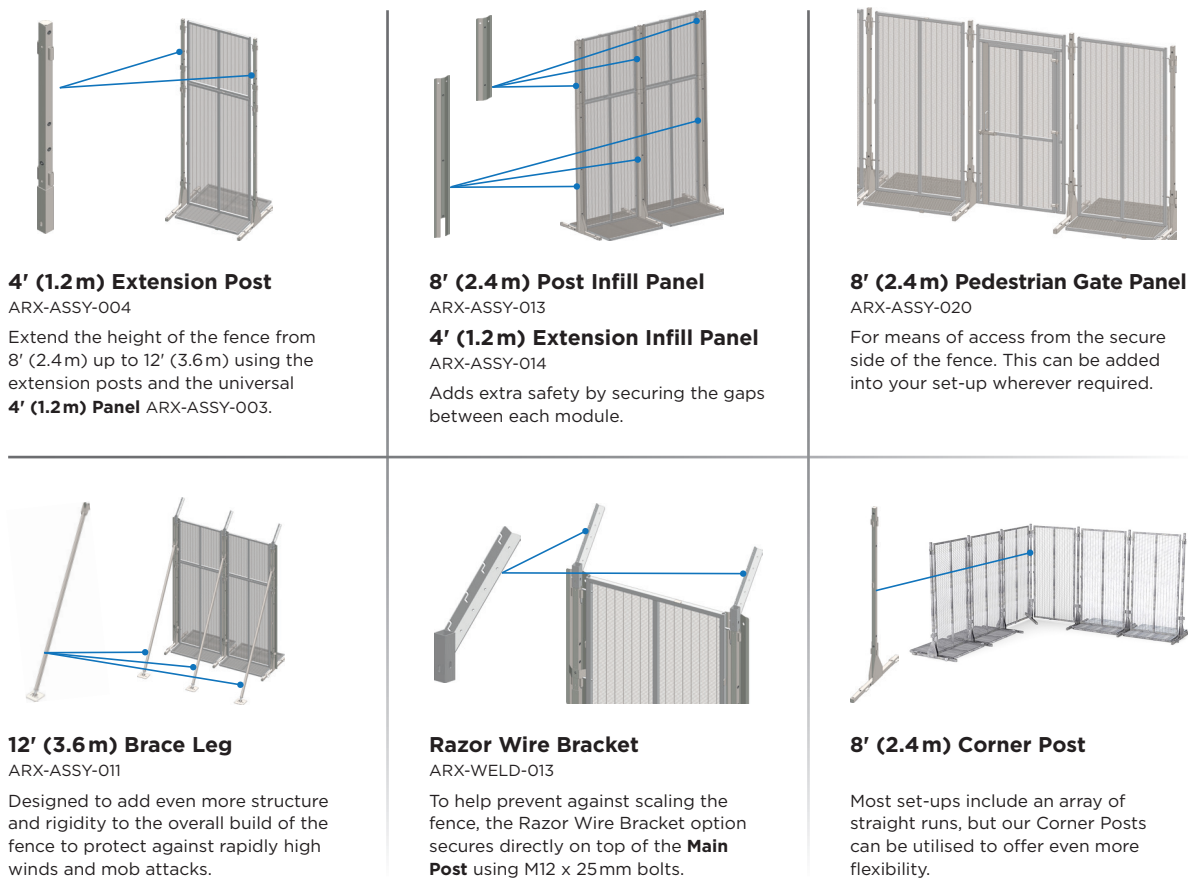 4' (1.2 m) Extension Post
ARX-ASSY-004
Extend the height of the fence from
8' (2.4 m) up to 12' (3.6 m) using the
extension posts and the universal
4' (1.2 m) Panel ARX-ASSY-003.
8' (2.4 m) Post Infill Panel
ARX-ASSY-013
4' (1.2 m) Extension Infill Panel
ARX-ASSY-014
Adds extra safety by securing the gaps
between each module.
8' (2.4 m) Pedestrian Gate Panel
ARX-ASSY-020
For means of access from the secure
side of the fence. This can be added
into your set-up wherever required.
12' (3.6 m) Brace Leg
ARX-ASSY-011
Designed to add even more structure
and rigidity to the overall build of the
fence to protect against rapidly high
winds and mob attacks.
Razor Wire Bracket
ARX-WELD-013
To help prevent against scaling the
fence, the Razor Wire Bracket option
secures directly on top of the Main
Post using M12 x 25mm bolts.
8' (2.4 m) Corner Post
Most set-ups include an array of
straight runs, but our Corner Posts
can be utilised to offer even more
flexibility.